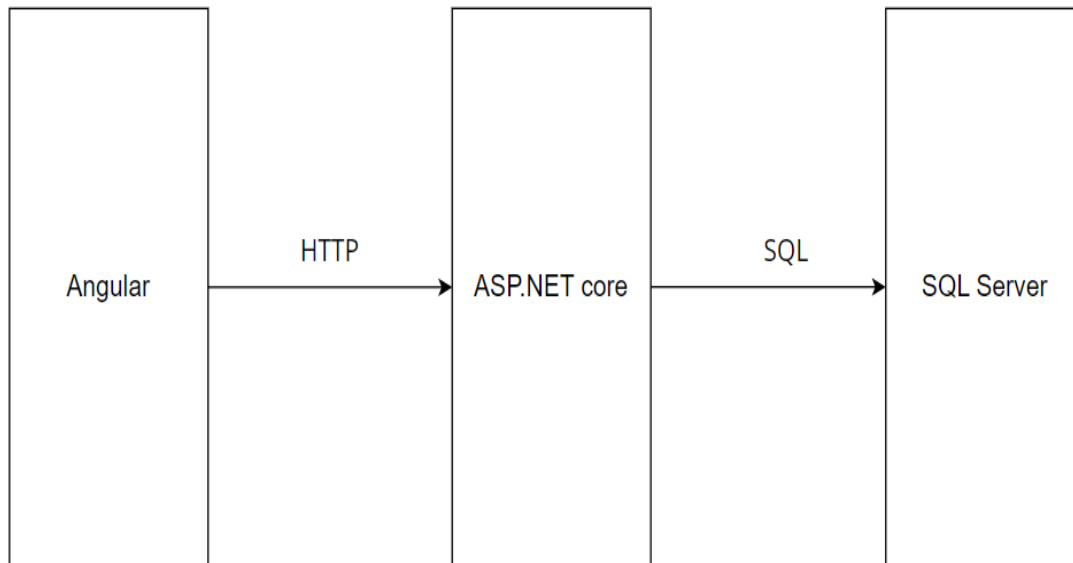 HTTP
SQL
Angular
ASP.NET core
SQL Server